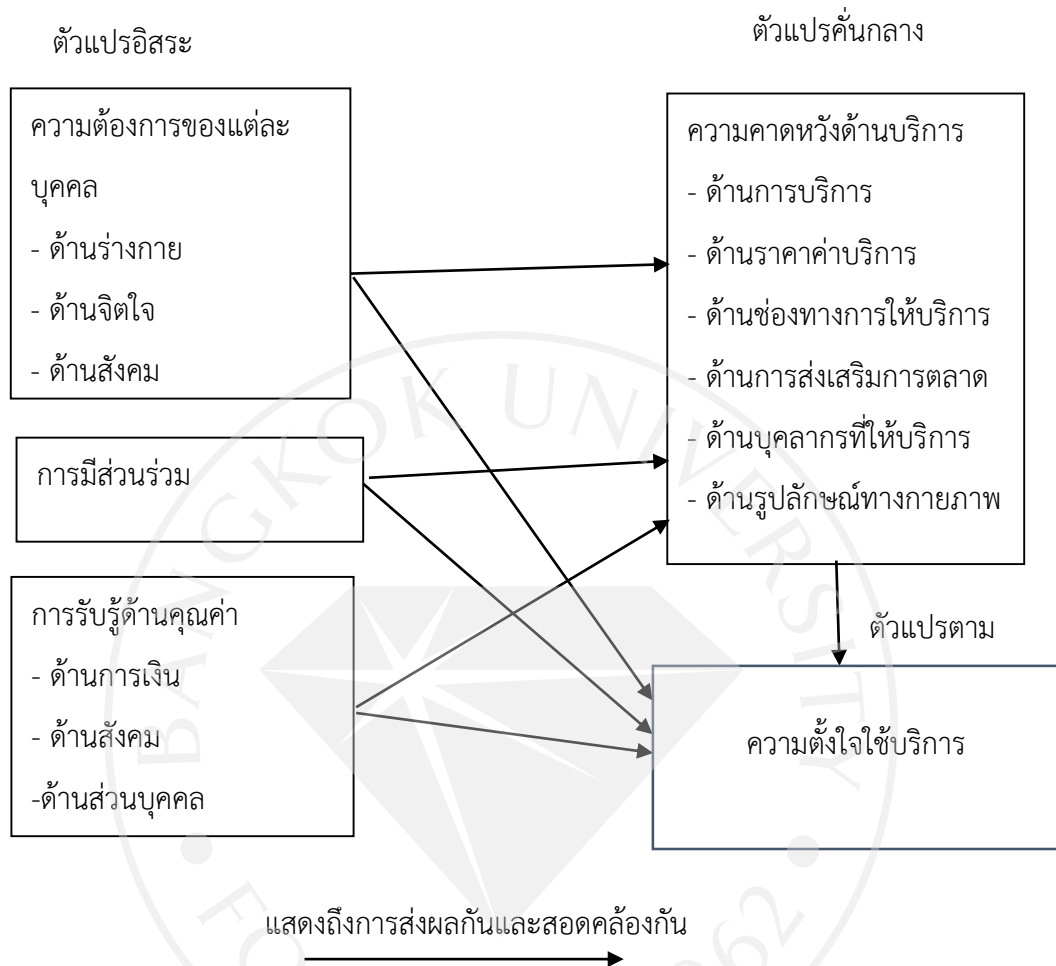 ตัวแปรอิสระ
ตัวแปรคั่นกลาง
ความต้องการของแต่ละ
บุคคล
- ด้านร่างกาย
- ด้านจิตใจ
- ด้านสังคม
ความคาดหวังด้านบริการ
- ด้านการบริการ
- ด้านราคาค่าบริการ
- ด้านช่องทางการให้บริการ
- ด้านการส่งเสริมการตลาด
- ด้านบุคลากรที่ให้บริการ
- ด้านรูปลักษณ์ทางกายภาพ
การมีส่วนร่วม
การรับรู้ด้านคุณค่า
- ด้านการเงิน
- ด้านสังคม
-ด้านส่วนบุคคล
ตัวแปรตาม
ความตั้งใจใช้บริการ
แสดงถึงการส่งผลกันและสอดคล้องกัน
BANGKOK UNIVERSITY